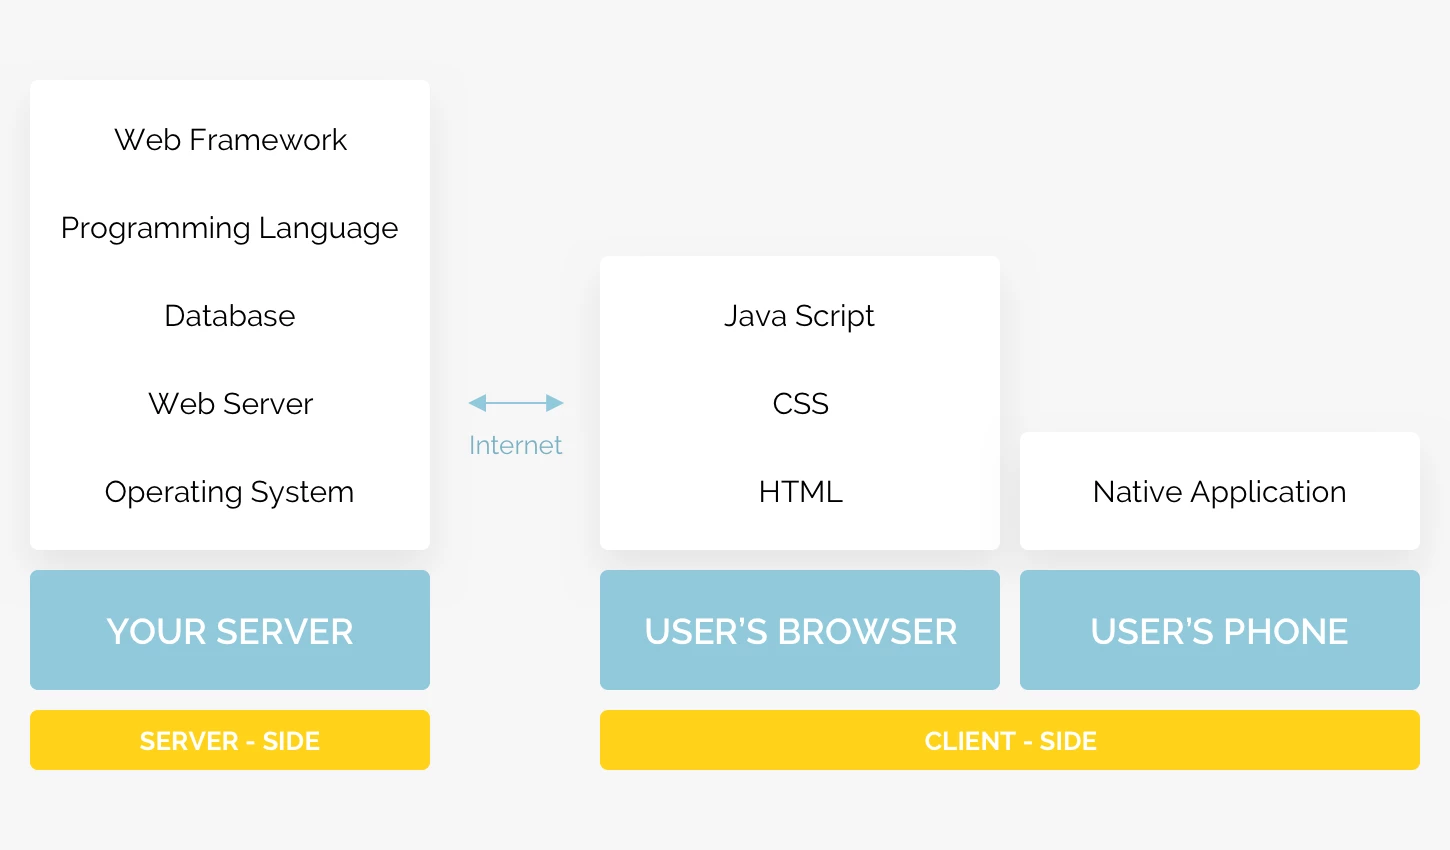 Web Framework
Programming Language
Database
Web Server
Operating System
YOUR SERVER
SERVER - SIDE
Internet
Java Script
CSS
HTML
USER’S BROWSER
Native Application
USER’S PHONE
CLIENT - SIDE